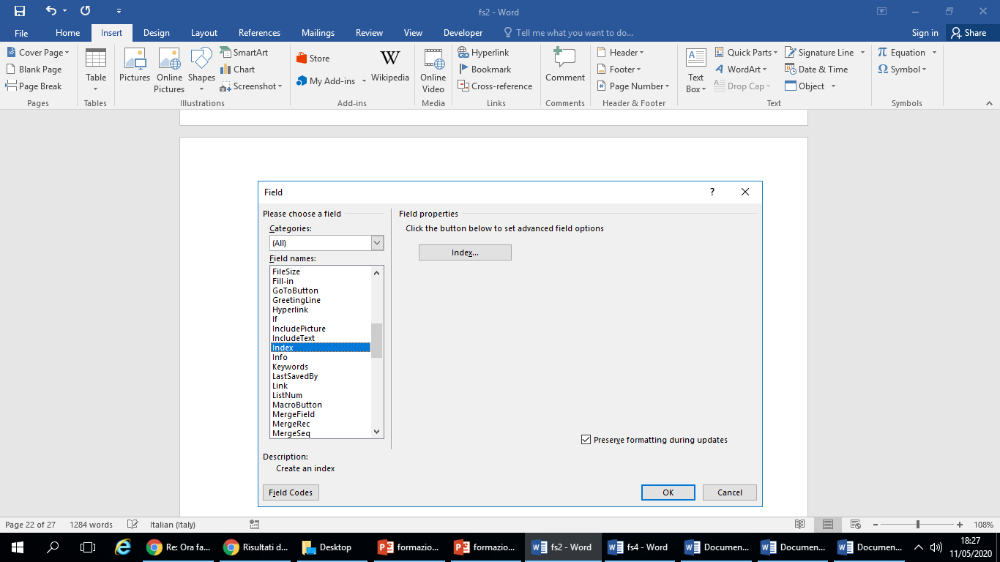 fs2 - Word
File Home Insert Design Layout References Mailings Review View Developer Tell me what you want to do... Sign in Share
Cover Page
Blank Page
Page Break
Pages
Table
Tables
Pictures
Online Pictures
Shapes
SmartArt
Chart
Screenshot
Illustrations
Store
My Add-ins
W
Wikipedia
Add-ins
Online Video
Media
Hyperlink
Bookmark
Cross-reference
Links
Comment
Comments
Header
Footer
Page Number
Header & Footer
Text Box
Quick Parts
WordArt
Drop Cap
Signature Line
Date & Time
Object
Text
π Equation
Ω Symbol
Symbols
Field ?
Please choose a field
Categories:
(All)
Field names:
FileSize
Fill-in
GoToButton
GreetingLine
Hyperlink
If
IncludePicture
IncludeText
Index
Info
Keywords
LastSavedBy
Link
ListNum
MacroButton
MergeField
MergeRec
MergeSeq
Field properties
Click the button below to set advanced field options
Index...
Preserve formatting during updates
Description:
Create an index
Field Codes
OK
Cancel
Page 22 of 27 1284 words Italian (Italy) 108%
Re: Ora fa... Risultati d... Desktop formazio... formazio... fs2 - Word fs4 - Word Documen... Documen... Documen...
18:27
11/05/2020